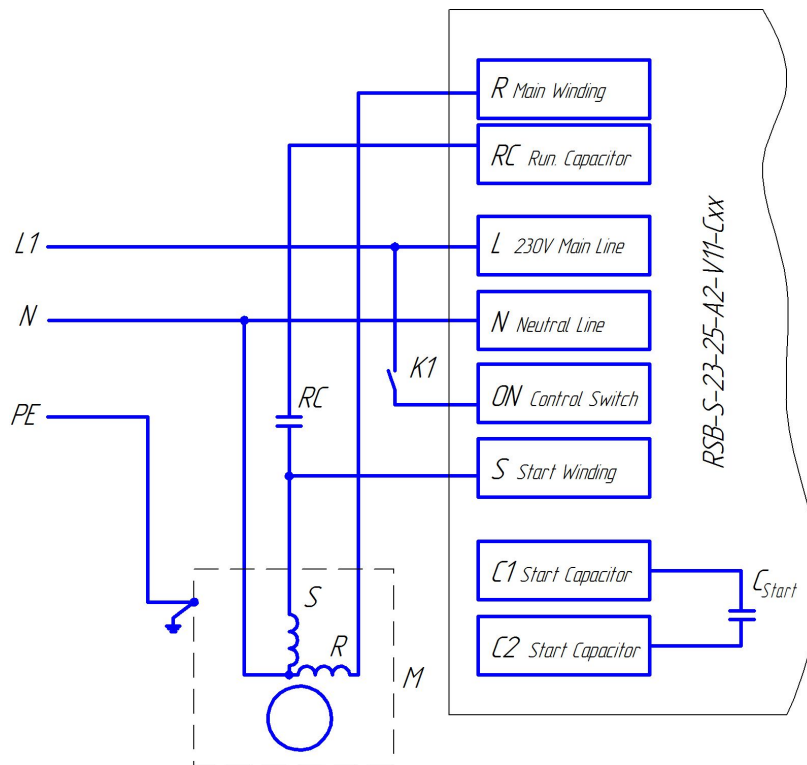 R Main Winding
RC Run. Capacitor
L1
L 230V Main Line
N
N Neutral Line
K1
RC
ON Control Switch
PE
S Start Winding
RSB-S-23-25-A2-V11-Cxx
C1 Start Capacitor
CStart
S
R
M
C2 Start Capacitor